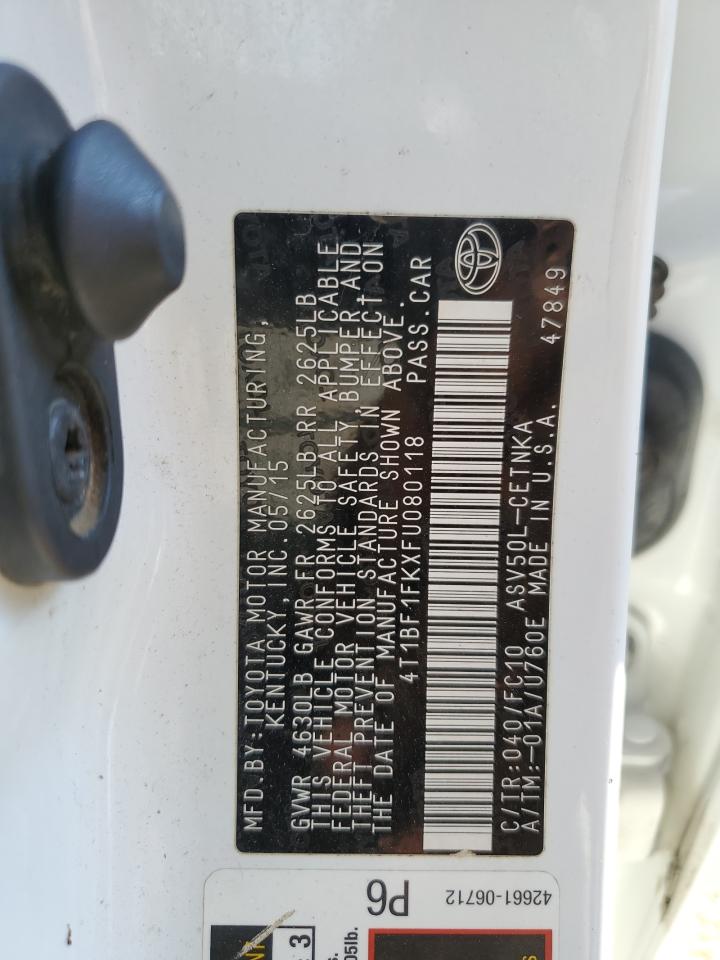 MFD.BY:TOYOTA MOTOR MANUFACTURING,
KENTUCKY, INC.05/15
GVWR 4630LB GAWR,FR 2625LB RR 2625LB
THIS VEHICLE CONFORMS TO ALL APPLICABLE
FEDERAL MOTOR VEHICLE SAFETY,BUMPER,AND
THEFT PREVENTION STANDARDS IN EFFECT ON
THE DATE OF MANUFACTURE SHOWN ABOVE.
4T1BF1FKXFU080118 PASS.CAR
C/TR:040/FC10 ASV50L-CETNKA
A/TM:-01A/U760E MADE IN U.S.A. 47849
P6
42661-06712
3
05lb.